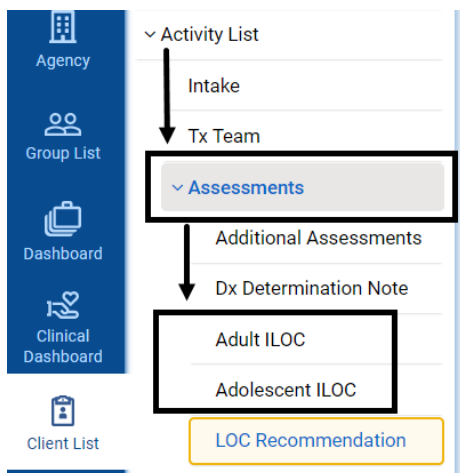 Agency
Group List
Dashboard
Clinical
Dashboard
Client List
Activity List
Intake
Tx Team
Assessments
Additional Assessments
Dx Determination Note
Adult ILOC
Adolescent ILOC
LOC Recommendation